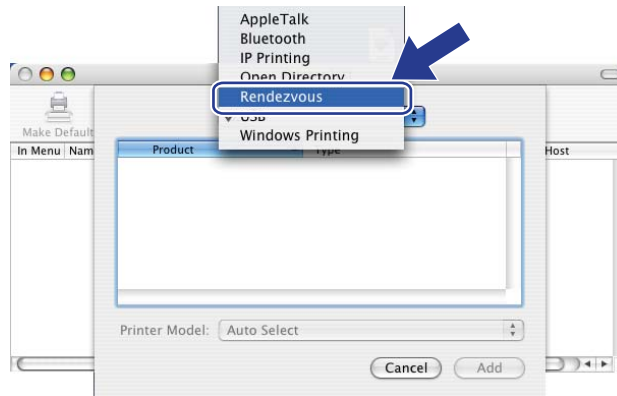 AppleTalk
Bluetooth
IP Printing
Open Directory
Rendezvous
USB
Windows Printing
Make Default
In Menu Nam Product Type Host
Printer Model: Auto Select
Cancel Add